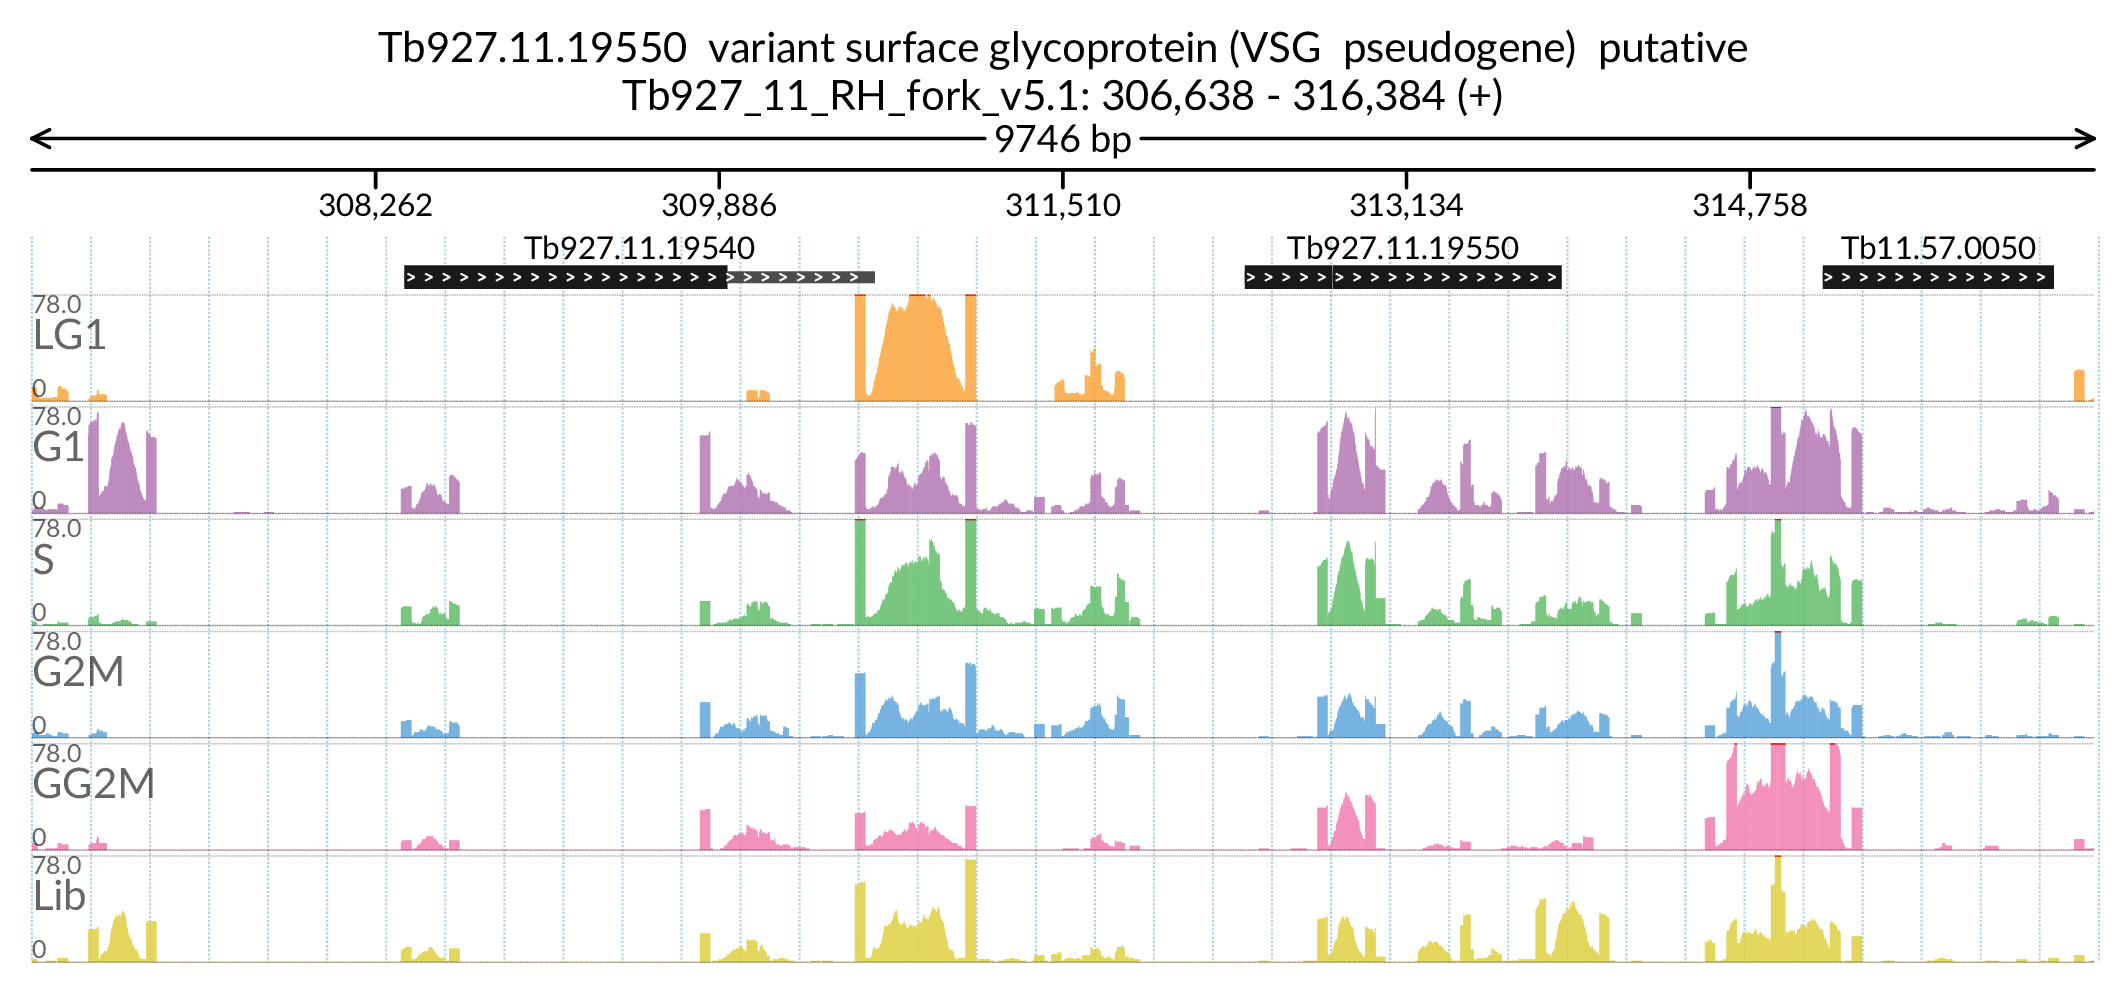 Tb927.11.19550 variant surface glycoprotein (VSG pseudogene) putative
Tb927_11_RH_fork_v5.1: 306,638 - 316,384 (+)
9746 bp
308,262 309,886 311,510 313,134 314,758
Tb927.11.19540 Tb927.11.19550 Tb11.57.0050
78.0
LG1
0
78.0
G1
0
78.0
S
0
78.0
G2M
0
78.0
GG2M
0
78.0
Lib
0